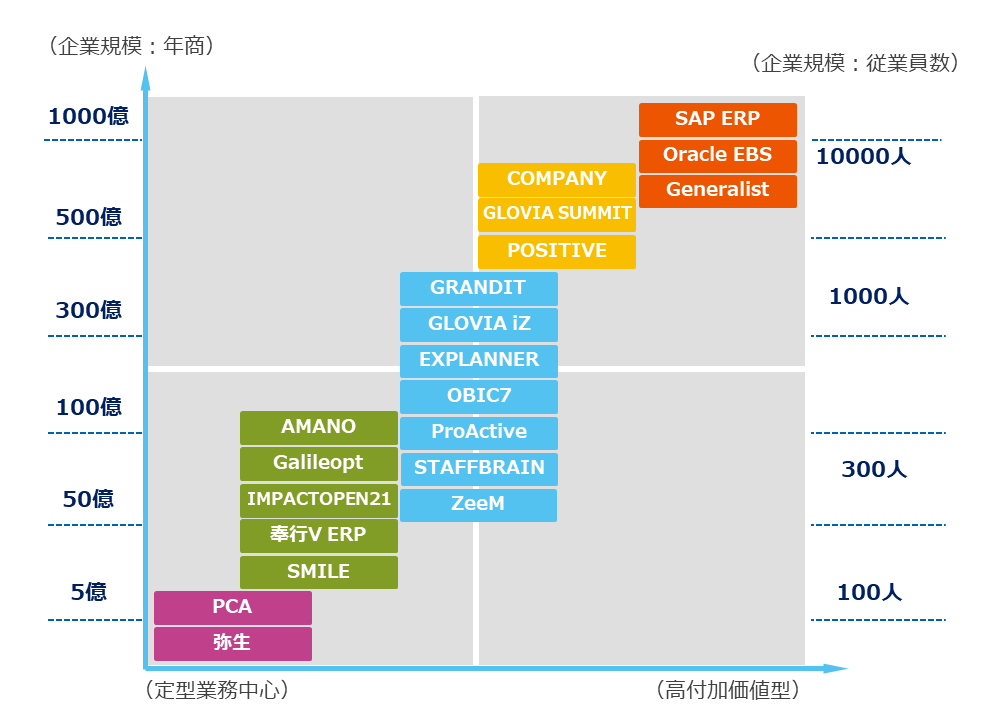 （企業規模：年商）
（企業規模：従業員数）
1000億
SAP ERP
Oracle EBS
10000人
COMPANY
Generalist
500億
GLOVIA SUMMIT
POSITIVE
GRANDIT
1000人
300億
GLOVIA iZ
EXPLANNER
OBIC7
100億
AMANO
ProActive
Galileopt
STAFFBRAIN
300人
50億
IMPACTOPEN21
ZeeM
奉行V ERP
SMILE
5億
100人
PCA
弥生
（定型業務中心）
（高付加価値型）